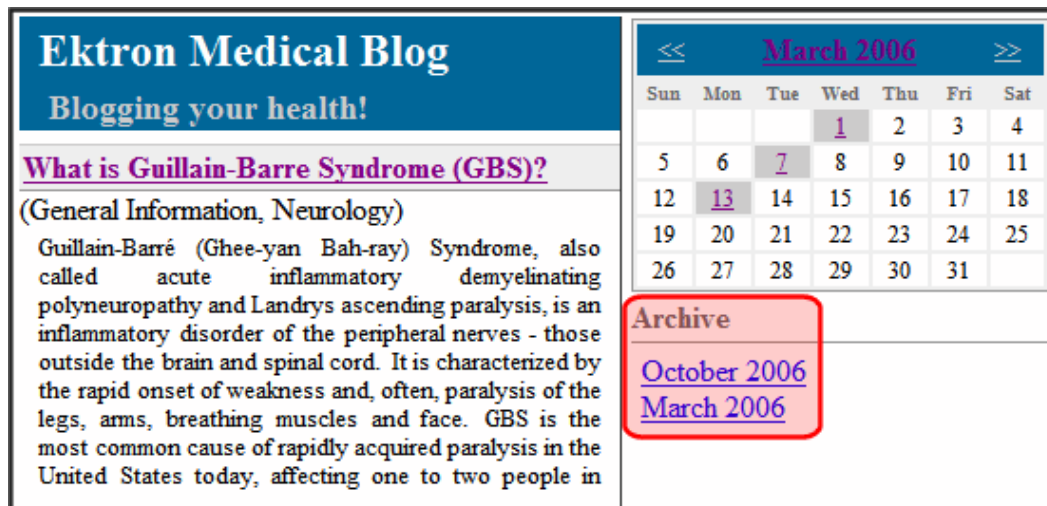 Ektron Medical Blog
Blogging your health!
What is Guillain-Barre Syndrome (GBS)?
(General Information, Neurology)
Guillain-Barré (Ghee-yan Bah-ray) Syndrome, also
called acute inflammatory demyelinating
polyneuropathy and Landrys ascending paralysis, is an
inflammatory disorder of the peripheral nerves - those
outside the brain and spinal cord. It is characterized by
the rapid onset of weakness and, often, paralysis of the
legs, arms, breathing muscles and face. GBS is the
most common cause of rapidly acquired paralysis in the
United States today, affecting one to two people in
<< March 2006 >>
Sun Mon Tue Wed Thu Fri Sat
1 2 3 4
5 6 7 8 9 10 11
12 13 14 15 16 17 18
19 20 21 22 23 24 25
26 27 28 29 30 31
Archive
October 2006
March 2006